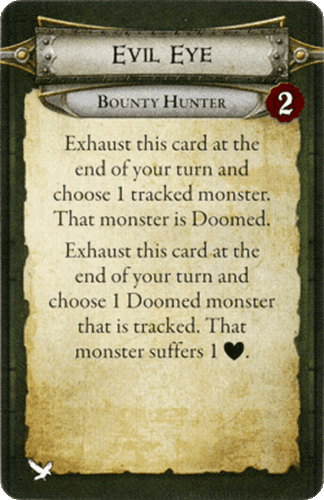 Evil Eye
Bounty Hunter
2
Exhaust this card at the
end of your turn and
choose 1 tracked monster.
That monster is Doomed.
Exhaust this card at the
end of your turn and
choose 1 Doomed monster
that is tracked. That
monster suffers 1 ♥.